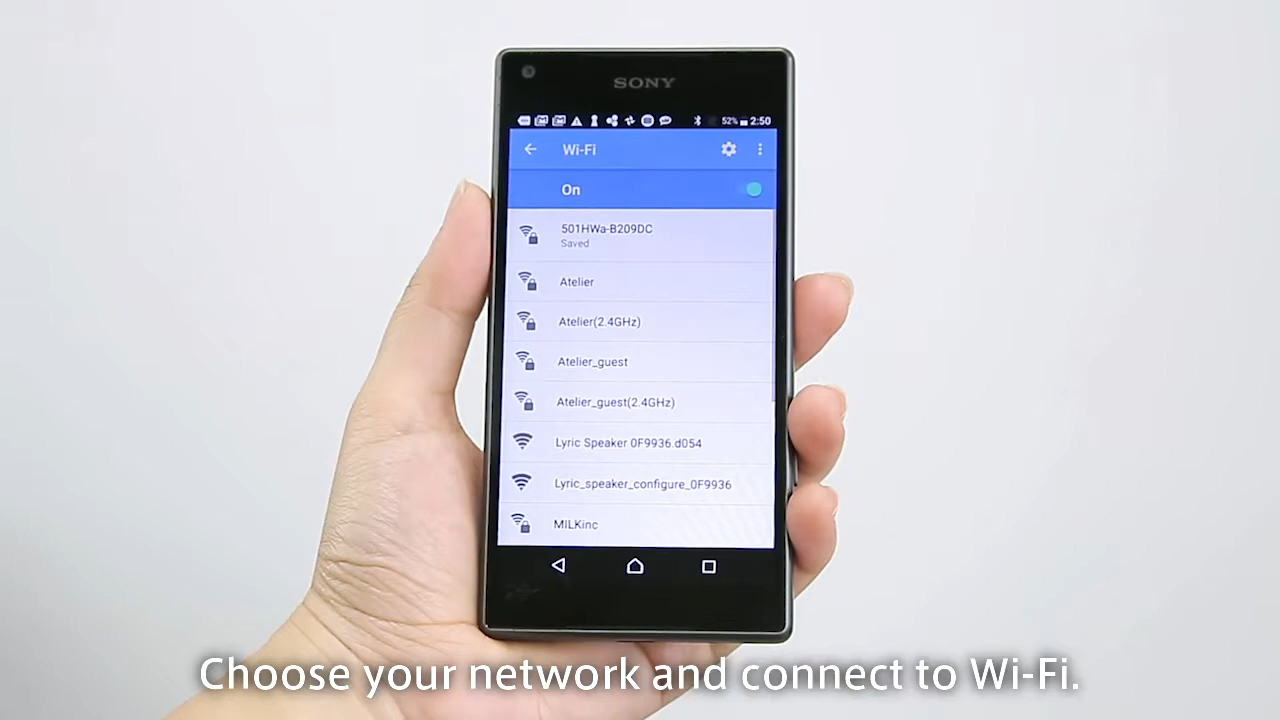 SONY
52% 2:50
Wi-Fi
On
501HWa-B209DC
Saved
Atelier
Atelier(2.4GHz)
Atelier_guest
Atelier_guest(2.4GHz)
Lyric Speaker 0F9936.d054
Lyric_speaker_configure_0F9936
MILKinc
Choose your network and connect to Wi-Fi.